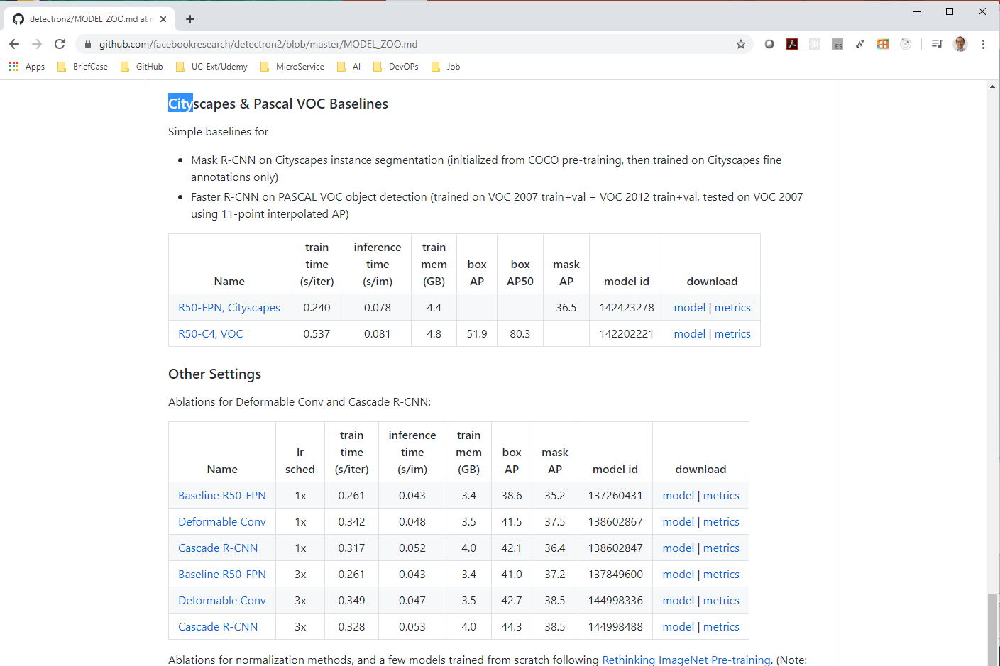 detectron2/MODEL_ZOO.md at
github.com/facebookresearch/detectron2/blob/master/MODEL_ZOO.md
Apps BriefCase GitHub UC-Ext/Udemy MicroService AI DevOPs Job
Cityscapes & Pascal VOC Baselines
Simple baselines for
• Mask R-CNN on Cityscapes instance segmentation (initialized from COCO pre-training, then trained on Cityscapes fine
annotations only)
• Faster R-CNN on PASCAL VOC object detection (trained on VOC 2007 train+val + VOC 2012 train+val, tested on VOC 2007
using 11-point interpolated AP)
Name train time (s/iter) inference time (s/im) train mem (GB) box AP box AP50 mask AP model id download
R50-FPN, Cityscapes 0.240 0.078 4.4 36.5 142423278 model | metrics
R50-C4, VOC 0.537 0.081 4.8 51.9 80.3 142202221 model | metrics
Other Settings
Ablations for Deformable Conv and Cascade R-CNN:
Name lr sched train time (s/iter) inference time (s/im) train mem (GB) box AP mask AP model id download
Baseline R50-FPN 1x 0.261 0.043 3.4 38.6 35.2 137260431 model | metrics
Deformable Conv 1x 0.342 0.048 3.5 41.5 37.5 138602867 model | metrics
Cascade R-CNN 1x 0.317 0.052 4.0 42.1 36.4 138602847 model | metrics
Baseline R50-FPN 3x 0.261 0.043 3.4 41.0 37.2 137849600 model | metrics
Deformable Conv 3x 0.349 0.047 3.5 42.7 38.5 144998336 model | metrics
Cascade R-CNN 3x 0.328 0.053 4.0 44.3 38.5 144998488 model | metrics
Ablations for normalization methods, and a few models trained from scratch following Rethinking ImageNet Pre-training. (Note: